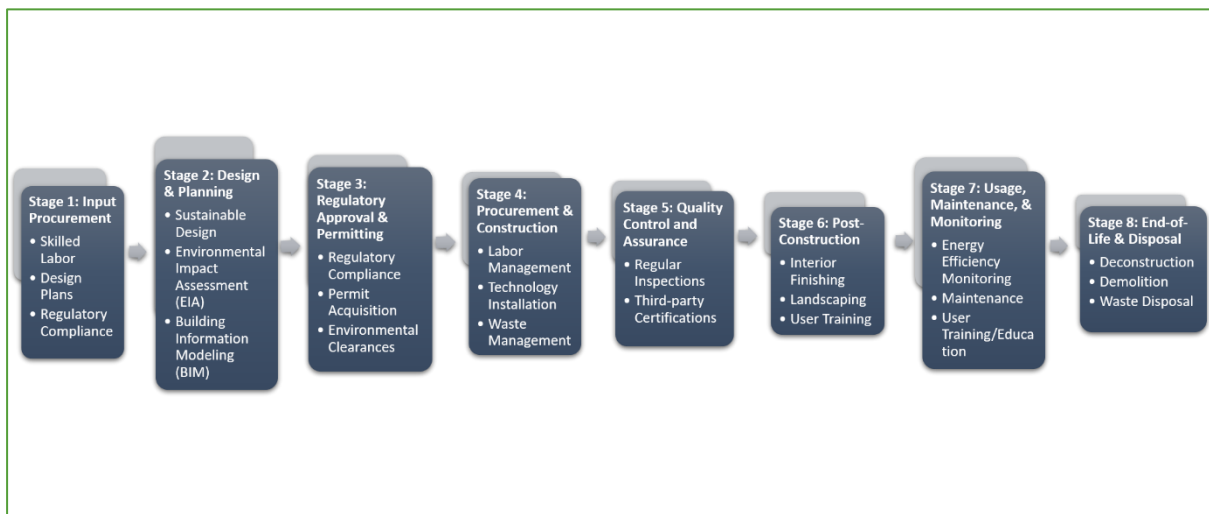 Stage 1: Input
Procurement
• Skilled
Labor
• Design
Plans
• Regulatory
Compliance
Stage 2: Design
& Planning
• Sustainable
Design
• Environmental
Impact
Assessment
(EIA)
• Building
Information
Modeling
(BIM)
Stage 3:
Regulatory
Approval &
Permitting
• Regulatory
Compliance
• Permit
Acquisition
• Environmental
Clearances
Stage 4:
Procurement &
Construction
• Labor
Management
• Technology
Installation
• Waste
Management
Stage 5: Quality
Control and
Assurance
• Regular
Inspections
• Third-party
Certifications
Stage 6: Post-
Construction
• Interior
Finishing
• Landscaping
• User Training
Stage 7: Usage,
Maintenance, &
Monitoring
• Energy
Efficiency
Monitoring
• Maintenance
• User
Training/Educa
tion
Stage 8: End-of-
Life & Disposal
• Deconstruction
• Demolition
• Waste Disposal